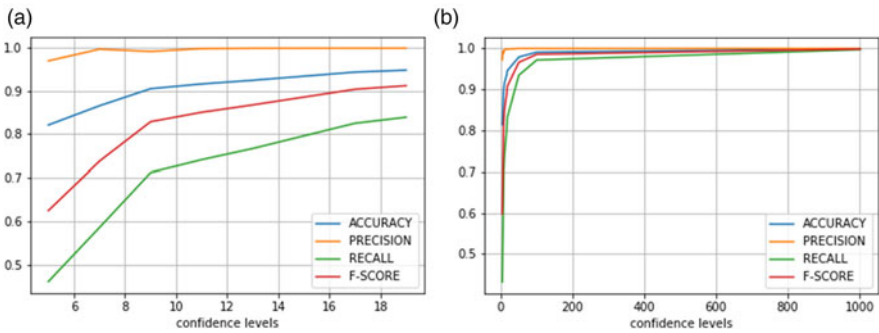 (a)
1.0
0.9
0.8
0.7
0.6
0.5
6 8 10 12 14 16 18
confidence levels
ACCURACY
PRECISION
RECALL
F-SCORE
(b)
1.0
0.9
0.8
0.7
0.6
0.5
0 200 400 600 800 1000
confidence levels
ACCURACY
PRECISION
RECALL
F-SCORE